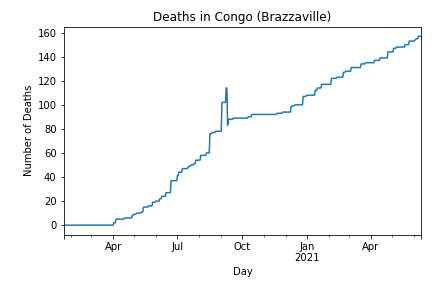 Deaths in Congo (Brazzaville)
160
140
120
100
80
60
40
20
0
Number of Deaths
Apr
Jul
Oct
Jan
2021
Apr
Day